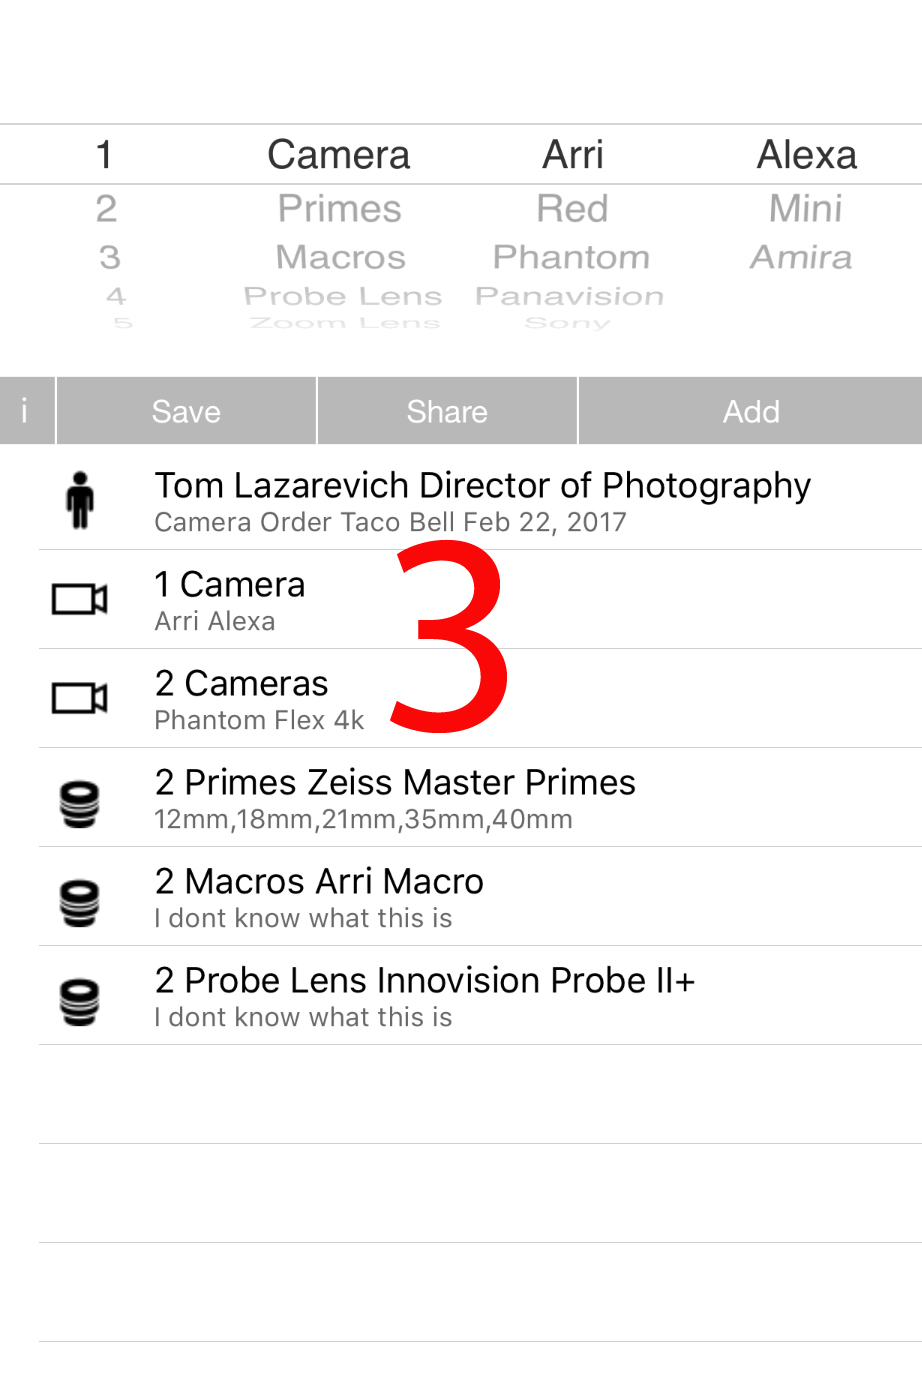 1 Camera Arri Alexa
2 Primes Red Mini
3 Macros Phantom Amira
4 Probe Lens Panavision
5 Zoom Lens Sony
i Save Share Add
Tom Lazarevich Director of Photography
Camera Order Taco Bell Feb 22, 2017
1 Camera
Arri Alexa
3
2 Cameras
Phantom Flex 4k
2 Primes Zeiss Master Primes
12mm,18mm,21mm,35mm,40mm
2 Macros Arri Macro
I dont know what this is
2 Probe Lens Innovision Probe II+
I dont know what this is